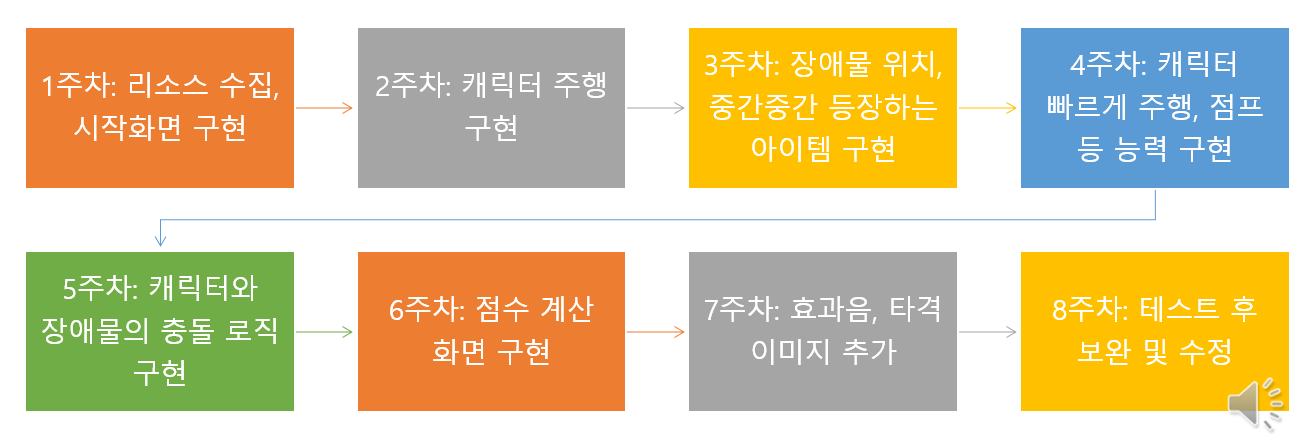 1주차: 리소스 수집,
시작화면 구현
2주차: 캐릭터 주행
구현
3주차: 장애물 위치,
중간중간 등장하는
아이템 구현
4주차: 캐릭터
빠르게 주행, 점프
등 능력 구현
5주차: 캐릭터와
장애물의 충돌 로직
구현
6주차: 점수 계산
화면 구현
7주차: 효과음, 타격
이미지 추가
8주차: 테스트 후
보완 및 수정